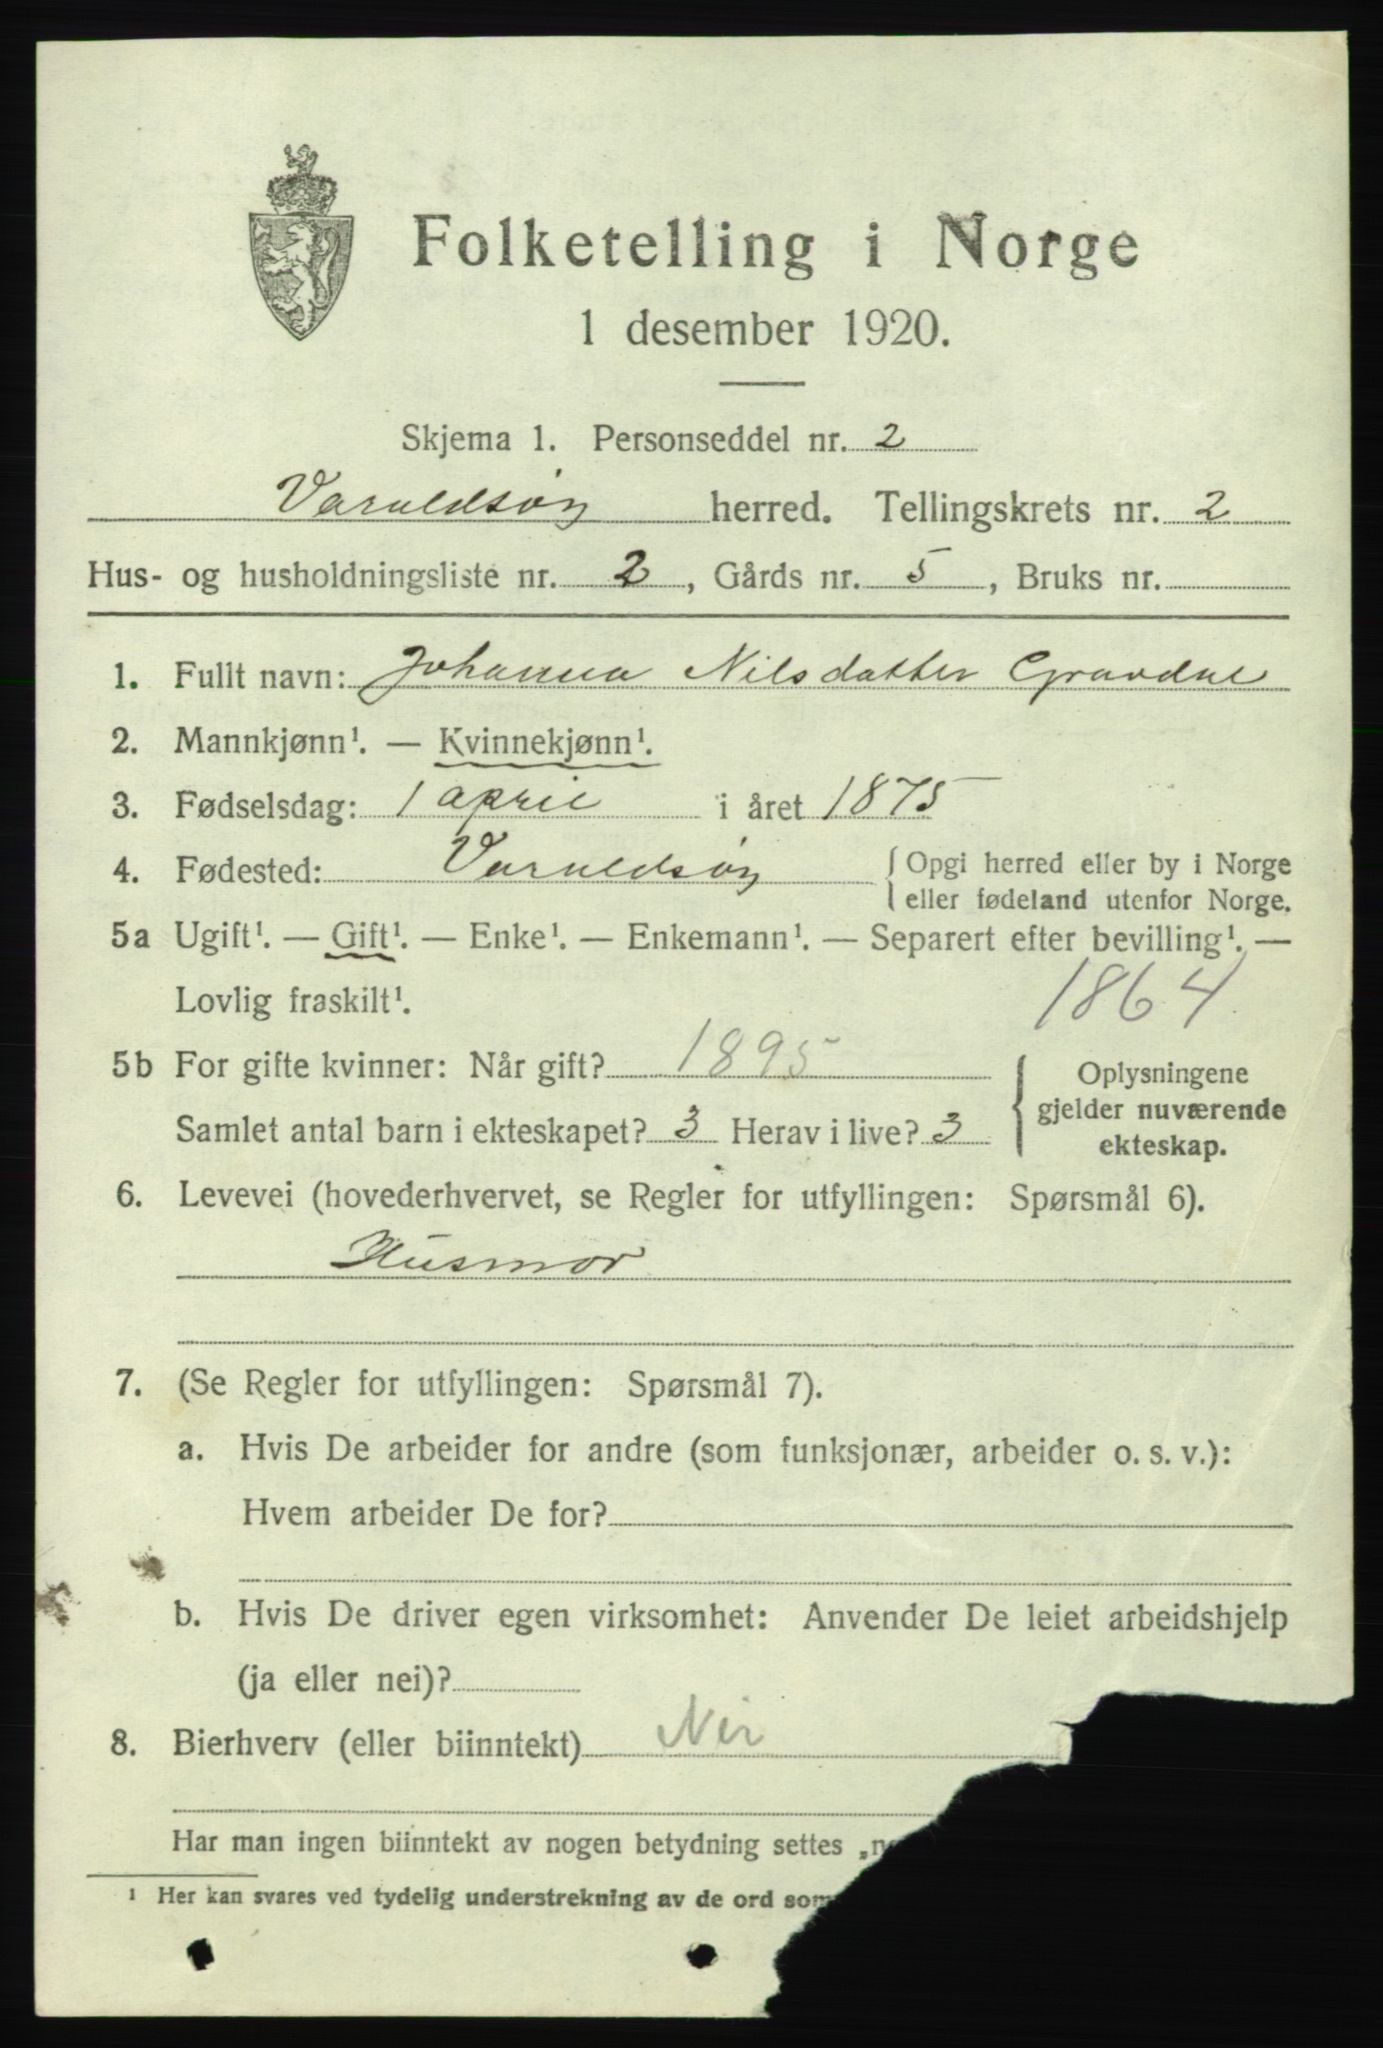 Folketelling i Norge
1 desember 1920.
Skjema 1. Personseddel nr. 2
Varaldsøy herred. Tellingskrets nr. 2
Hus- og husholdningsliste nr. 2, Gårds nr. 5, Bruks nr.
1. Fullt navn: Johanna Nilsdatter Gravdal
2. Mannkjønn¹. — Kvinnekjønn¹.
3. Fødselsdag: 1 april i året 1875
4. Fødested: Varaldsøy {Opgi herred eller by i Norge
eller fødeland utenfor Norge.
5a Ugift¹. — Gift¹. — Enke¹. — Enkemann¹. — Separert efter bevilling¹. —
Lovlig fraskilt¹. 1864
5b For gifte kvinner: Når gift? 1895
Samlet antal barn i ekteskapet? 3 Herav i live? 3
Oplysningene
gjelder nuværende
ekteskap.
6. Levevei (hovederhvervet, se Regler for utfyllingen: Spørsmål 6).
Husmor
7. (Se Regler for utfyllingen: Spørsmål 7).
a. Hvis De arbeider for andre (som funksjonær, arbeider o. s. v.):
Hvem arbeider De for?
b. Hvis De driver egen virksomhet: Anvender De leiet arbeidshjelp
(ja eller nei)?
8. Bierhverv (eller biinntekt) Nei
Har man ingen biinntekt av nogen betydning settes „n
¹ Her kan svares ved tydelig understrekning av de ord som